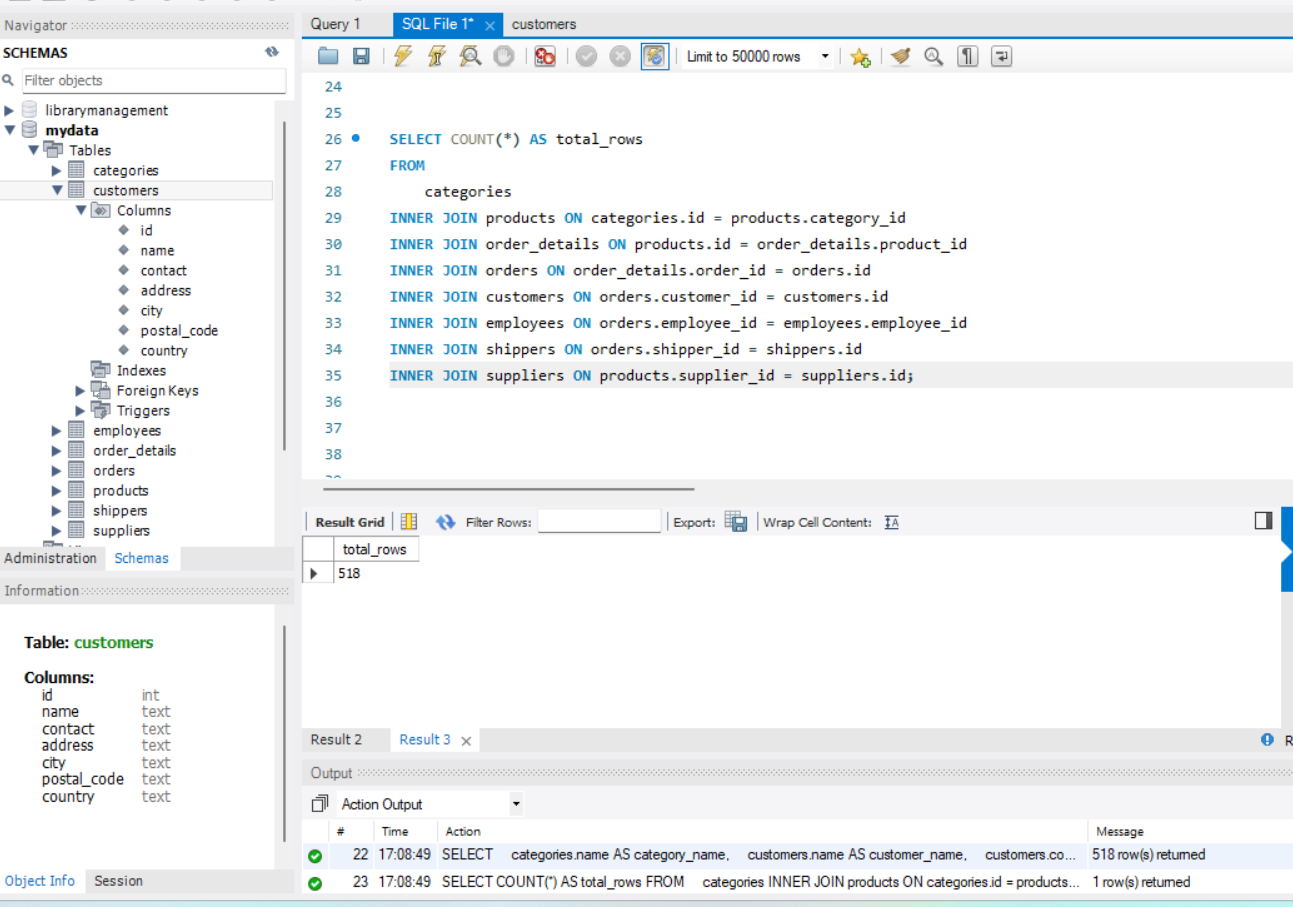 Navigator
Query 1
SQL File 1*
customers
SCHEMAS
Limit to 50000 rows
Filter objects
librarymanagement
mydata
Tables
categories
customers
Columns
id
name
contact
address
city
postal_code
country
Indexes
Foreign Keys
Triggers
employees
order_details
orders
products
shippers
suppliers
Administration Schemas
24
25
26 SELECT COUNT(*) AS total_rows
27 FROM
28 categories
29 INNER JOIN products ON categories.id = products.category_id
30 INNER JOIN order_details ON products.id = order_details.product_id
31 INNER JOIN orders ON order_details.order_id = orders.id
32 INNER JOIN customers ON orders.customer_id = customers.id
33 INNER JOIN employees ON orders.employee_id = employees.employee_id
34 INNER JOIN shippers ON orders.shipper_id = shippers.id
35 INNER JOIN suppliers ON products.supplier_id = suppliers.id;
36
37
38
Result Grid Filter Rows: Export: Wrap Cell Content: IA
total_rows
518
Information
Table: customers
Columns:
id int
name text
contact text
address text
city text
postal_code text
country text
Object Info Session
Result 2 Result 3
Output
Action Output
# Time Action Message
22 17:08:49 SELECT categories.name AS category_name, customers.name AS customer_name, customers.co... 518 row(s) returned
23 17:08:49 SELECT COUNT(*) AS total_rows FROM categories INNER JOIN products ON categories.id = products... 1 row(s) returned